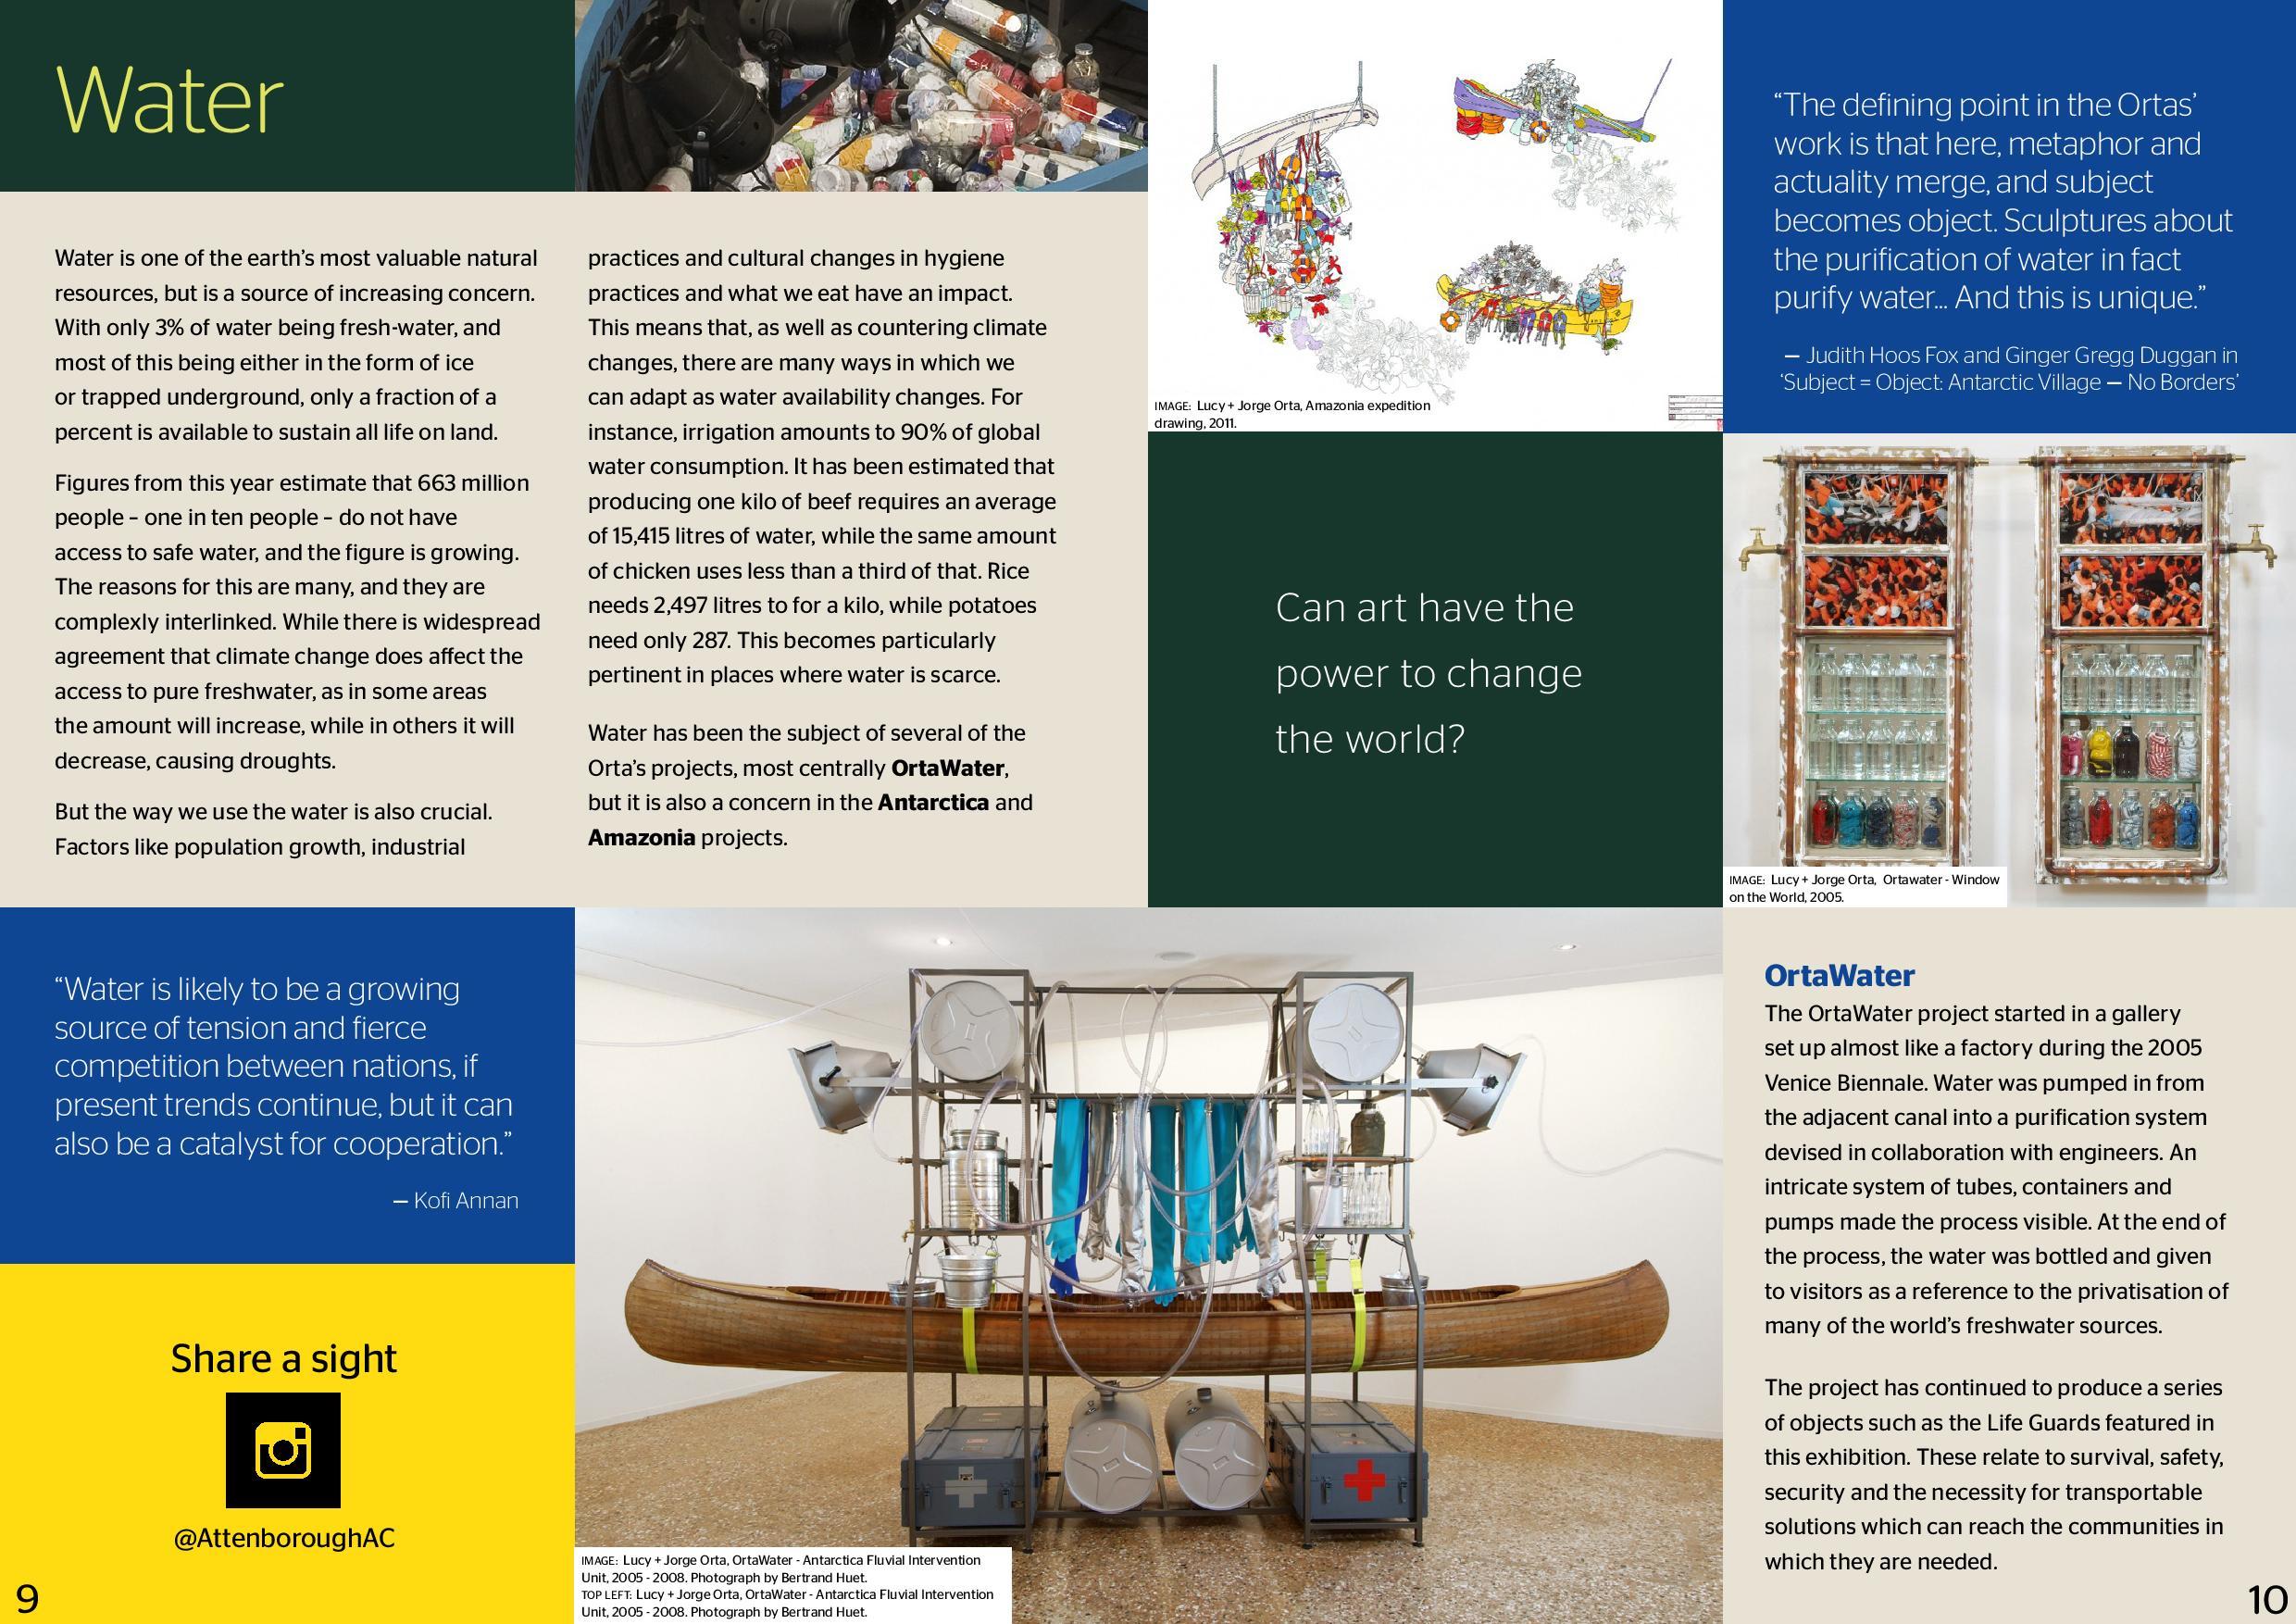 Water
Water is one of the earth’s most valuable natural
resources, but is a source of increasing concern.
With only 3% of water being fresh-water, and
most of this being either in the form of ice
or trapped underground, only a fraction of a
percent is available to sustain all life on land.
Figures from this year estimate that 663 million
people – one in ten people – do not have
access to safe water, and the figure is growing.
The reasons for this are many, and they are
complexly interlinked. While there is widespread
agreement that climate change does affect the
access to pure freshwater, as in some areas
the amount will increase, while in others it will
decrease, causing droughts.
But the way we use the water is also crucial.
Factors like population growth, industrial
practices and cultural changes in hygiene
practices and what we eat have an impact.
This means that, as well as countering climate
changes, there are many ways in which we
can adapt as water availability changes. For
instance, irrigation amounts to 90% of global
water consumption. It has been estimated that
producing one kilo of beef requires an average
of 15,415 litres of water, while the same amount
of chicken uses less than a third of that. Rice
needs 2,497 litres to for a kilo, while potatoes
need only 287. This becomes particularly
pertinent in places where water is scarce.
Water has been the subject of several of the
Orta’s projects, most centrally OrtaWater,
but it is also a concern in the Antarctica and
Amazonia projects.
“Water is likely to be a growing
source of tension and fierce
competition between nations, if
present trends continue, but it can
also be a catalyst for cooperation.”
— Kofi Annan
Share a sight
@AttenboroughAC
9
IMAGE: Lucy + Jorge Orta, OrtaWater - Antarctica Fluvial Intervention
Unit, 2005 - 2008. Photograph by Bertrand Huet.
TOP LEFT: Lucy + Jorge Orta, OrtaWater - Antarctica Fluvial Intervention
Unit, 2005 - 2008. Photograph by Bertrand Huet.
IMAGE: Lucy + Jorge Orta, Amazonia expedition
drawing, 2011.
Can art have the
power to change
the world?
“The defining point in the Ortas’
work is that here, metaphor and
actuality merge, and subject
becomes object. Sculptures about
the purification of water in fact
purify water... And this is unique.”
— Judith Hoos Fox and Ginger Gregg Duggan in
‘Subject = Object: Antarctic Village — No Borders’
IMAGE: Lucy + Jorge Orta, Ortawater - Window
on the World, 2005.
OrtaWater
The OrtaWater project started in a gallery
set up almost like a factory during the 2005
Venice Biennale. Water was pumped in from
the adjacent canal into a purification system
devised in collaboration with engineers. An
intricate system of tubes, containers and
pumps made the process visible. At the end of
the process, the water was bottled and given
to visitors as a reference to the privatisation of
many of the world’s freshwater sources.
The project has continued to produce a series
of objects such as the Life Guards featured in
this exhibition. These relate to survival, safety,
security and the necessity for transportable
solutions which can reach the communities in
which they are needed.
10